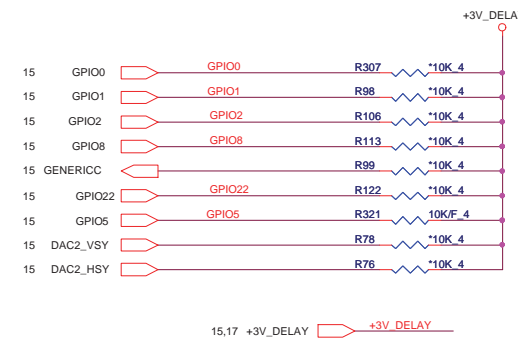 +3V_DELA
15 GPIO0 GPIO0 R307 *10K_4
15 GPIO1 GPIO1 R98 *10K_4
15 GPIO2 GPIO2 R106 *10K_4
15 GPIO8 GPIO8 R113 *10K_4
15 GENERICC R99 *10K_4
15 GPIO22 GPIO22 R122 *10K_4
15 GPIO5 GPIO5 R321 10K/F_4
15 DAC2_VSY R78 *10K_4
15 DAC2_HSY R76 *10K_4
15,17 +3V_DELAY +3V_DELAY